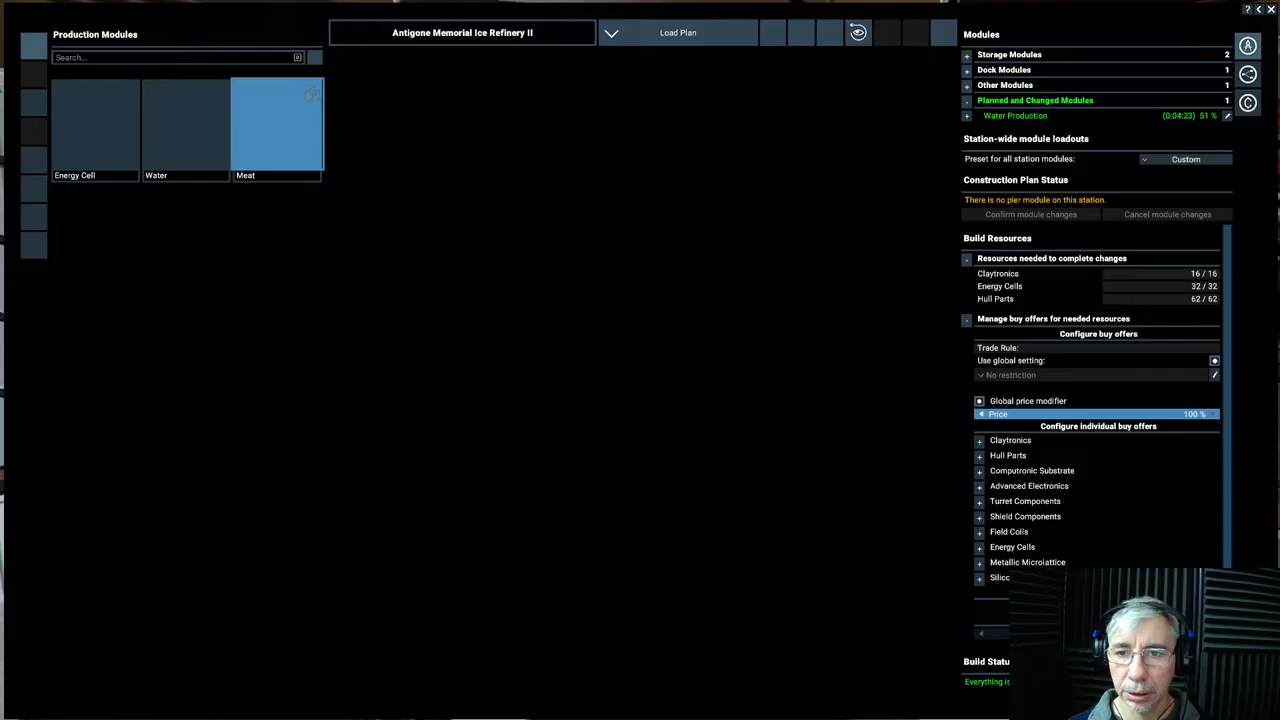 Production Modules
Search...
Energy Cell
Water
Meat
Antigone Memorial Ice Refinery II
Load Plan
?
Modules
+ Storage Modules 2
+ Dock Modules 1
+ Other Modules 1
- Planned and Changed Modules 1
+ Water Production (0:04:23) 51 %
Station-wide module loadouts
Preset for all station modules: Custom
Construction Plan Status
There is no pier module on this station.
Confirm module changes Cancel module changes
Build Resources
- Resources needed to complete changes
Claytronics 16 / 16
Energy Cells 32 / 32
Hull Parts 62 / 62
- Manage buy offers for needed resources
Configure buy offers
Trade Rule:
Use global setting:
No restriction
Global price modifier
Price 100 %
Configure individual buy offers
+ Claytronics
+ Hull Parts
+ Computronic Substrate
+ Advanced Electronics
+ Turret Components
+ Shield Components
+ Field Coils
+ Energy Cells
+ Metallic Microlattice
+ Silico
Build Statu
Everything is